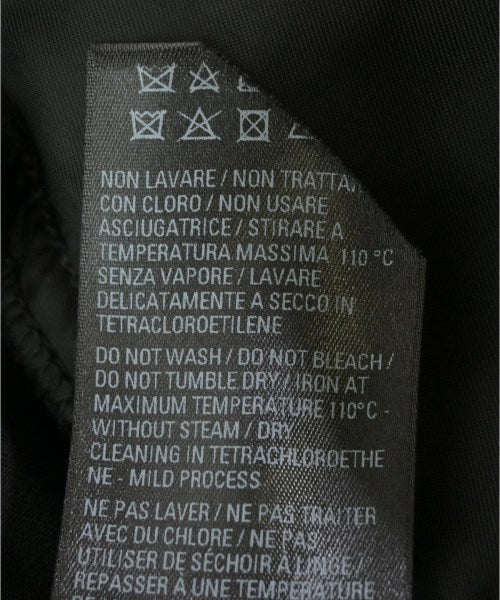 NON LAVARE / NON TRATTAR
CON CLORO / NON USARE
ASCIUGATRICE / STIRARE A
TEMPERATURA MASSIMA 110 °C
SENZA VAPORE / LAVARE
DELICATAMENTE A SECCO IN
TETRACLOROETILENE
DO NOT WASH / DO NOT BLEACH /
DO NOT TUMBLE DRY / IRON AT
MAXIMUM TEMPERATURE 110°C -
WITHOUT STEAM / DRY
CLEANING IN TETRACHLOROETHE
NE - MILD PROCESS
NE PAS LAVER / NE PAS TRAITER
AVEC DU CHLORE / NE PAS
UTILISER DE SÉCHOIR À LINGE /
REPASSER À UNE TEMPÉRATURE